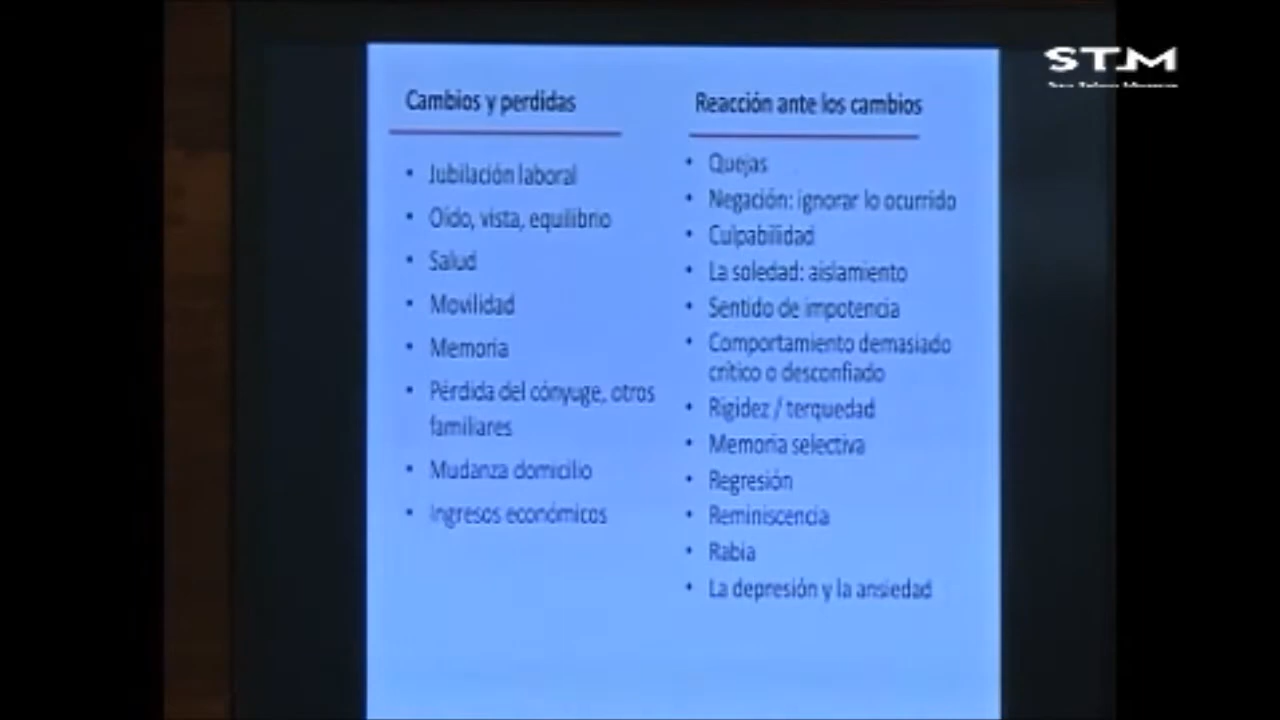 STM
Cambios y perdidas
Jubilación laboral
Oído, vista, equilibrio
Salud
Movilidad
Memoria
Pérdida del cónyuge, otros
familiares
Mudanza domicilio
Ingresos económicos
Reacción ante los cambios
Quejas
Negación: ignorar lo ocurrido
Culpabilidad
La soledad: aislamiento
Sentido de impotencia
Comportamiento demasiado
crítico o desconfiado
Rigidez / terquedad
Memoria selectiva
Regresión
Reminiscencia
Rabia
La depresión y la ansiedad